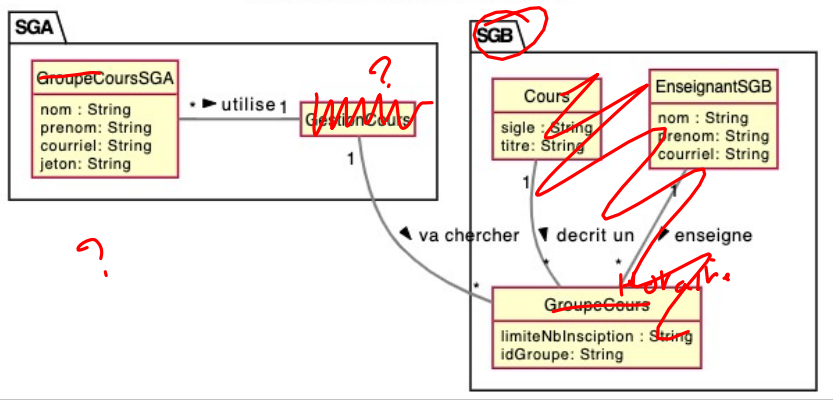 SGA
GroupeCoursSGA
nom : String
prenom: String
courriel: String
jeton: String
* ► utilise 1
GestionCours
?
1
?
va chercher
*
SGB
Cours
sigle : String
titre: String
EnseignantSGB
nom : String
prenom: String
courriel: String
1
1
decrit un
enseigne
*
*
GroupeCours
limiteNbInsciption : String
idGroupe: String